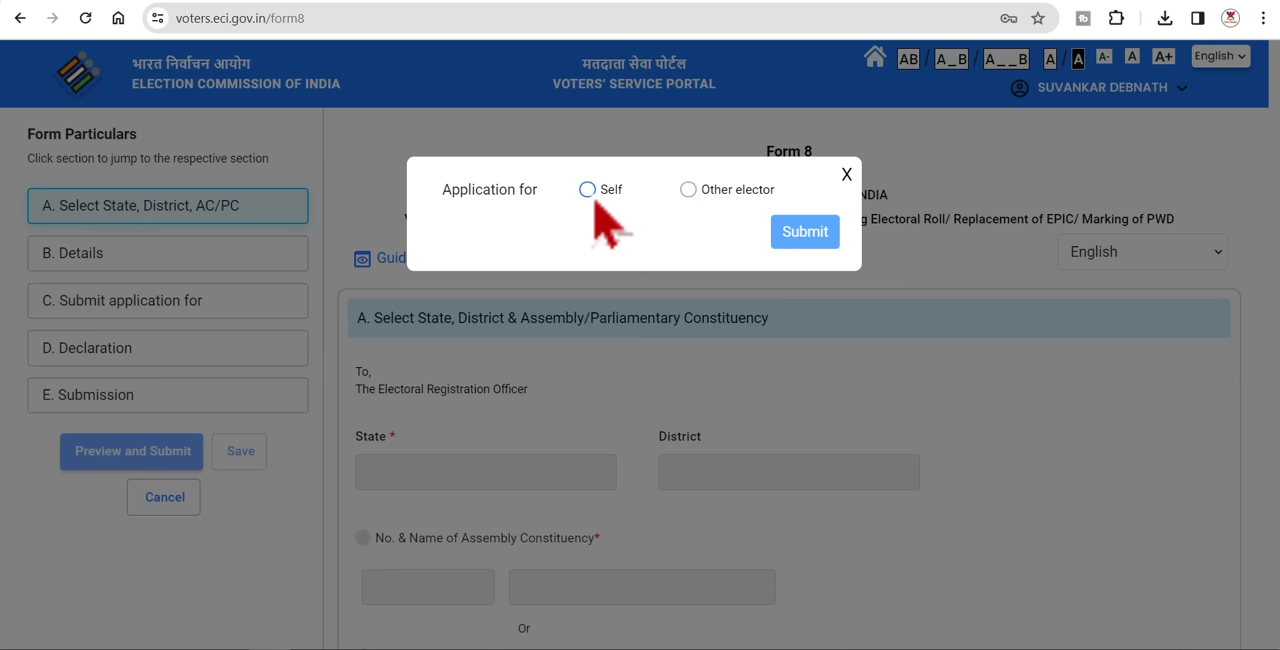 voters.eci.gov.in/form8
भारत निर्वाचन आयोग
ELECTION COMMISSION OF INDIA
मतदाता सेवा पोर्टल
VOTERS' SERVICE PORTAL
AB / A_B / A__B A / A A- A A+ English
SUVANKAR DEBNATH
Form Particulars
Click section to jump to the respective section
A. Select State, District, AC/PC
B. Details
C. Submit application for
D. Declaration
E. Submission
Preview and Submit Save
Cancel
Form 8
Application for Self Other elector X
Submit
NDIA
g Electoral Roll/ Replacement of EPIC/ Marking of PWD
Guid
English
A. Select State, District & Assembly/Parliamentary Constituency
To,
The Electoral Registration Officer
State * District
No. & Name of Assembly Constituency*
Or